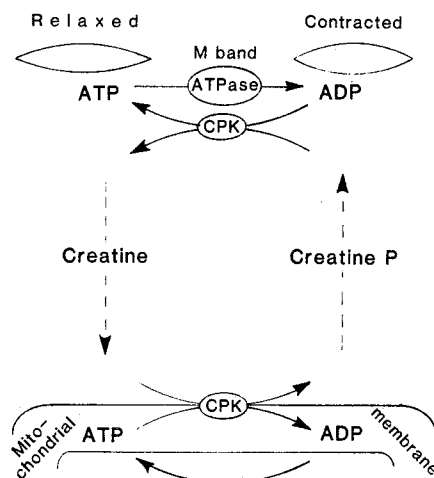 Relaxed
Contracted
M band
ATP
ATPase
ADP
CPK
Creatine
Creatine P
CPK
Mito-
chondrial
membrane
ATP
ADP